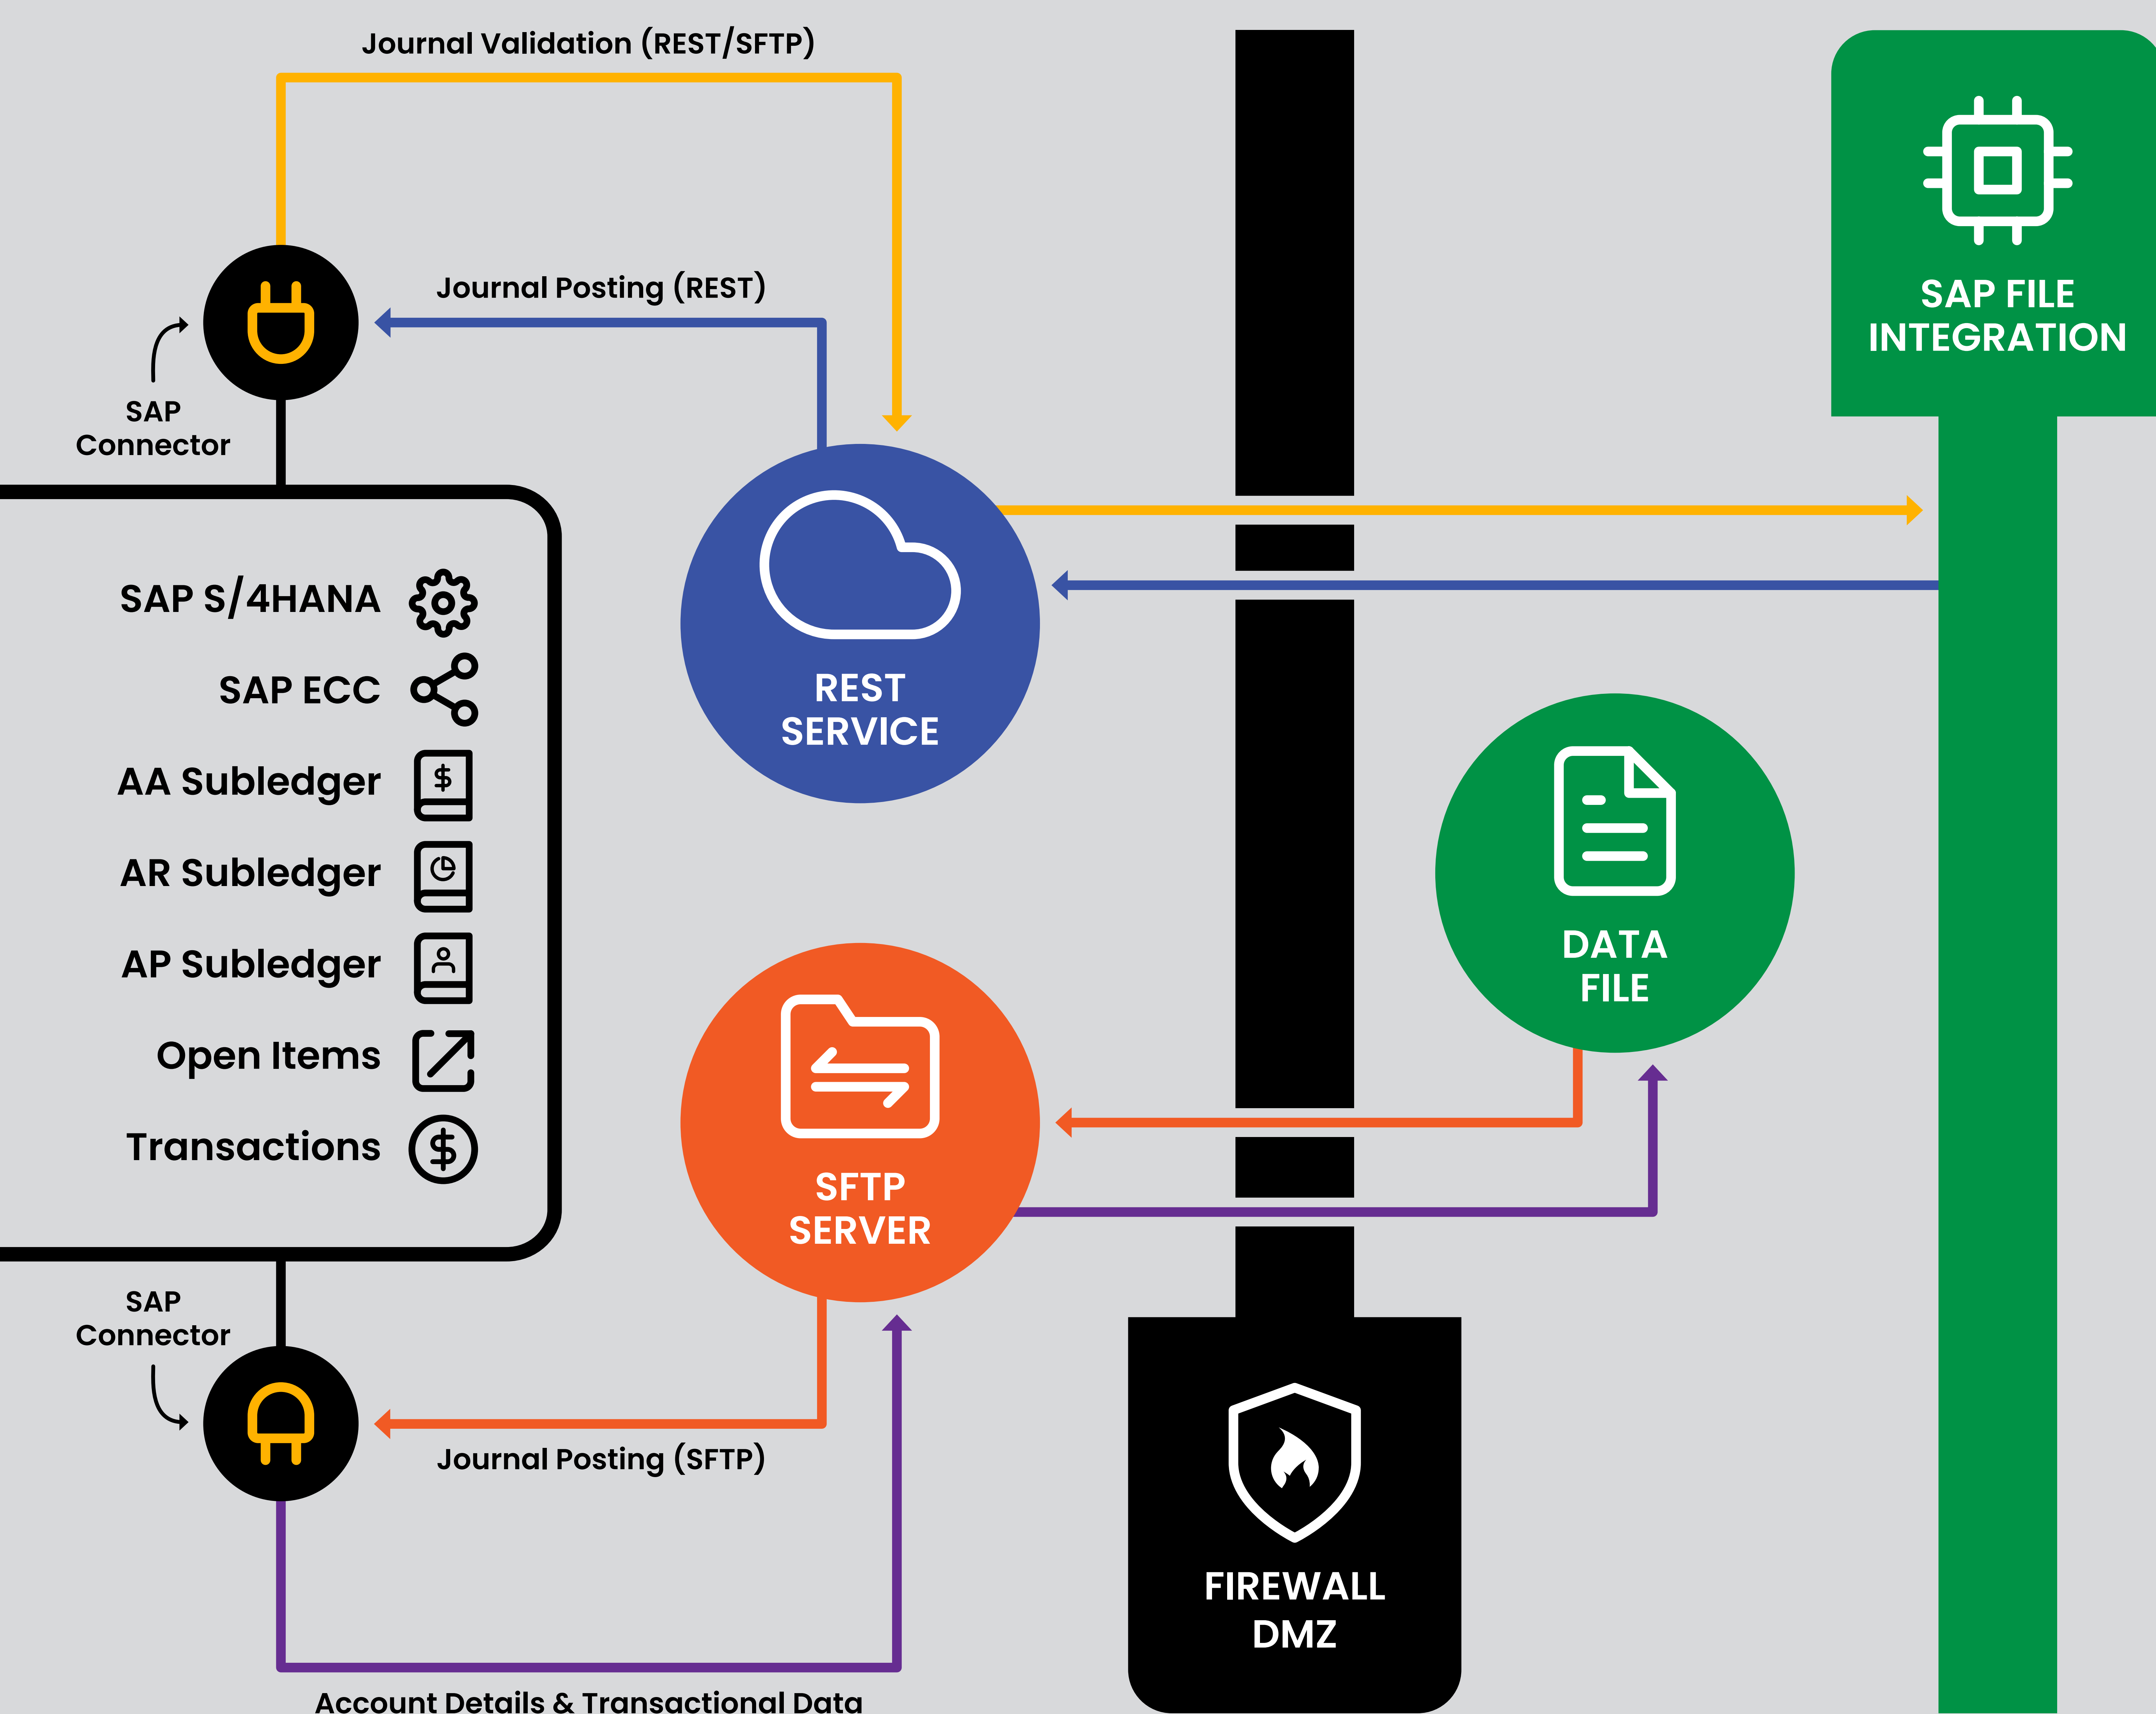 Journal Validation (REST/SFTP)
Journal Posting (REST)
SAP
Connector
SAP FILE
INTEGRATION
SAP S/4HANA
SAP ECC
AA Subledger
AR Subledger
AP Subledger
Open Items
Transactions
REST
SERVICE
DATA
FILE
SFTP
SERVER
SAP
Connector
Journal Posting (SFTP)
FIREWALL
DMZ
Account Details & Transactional Data